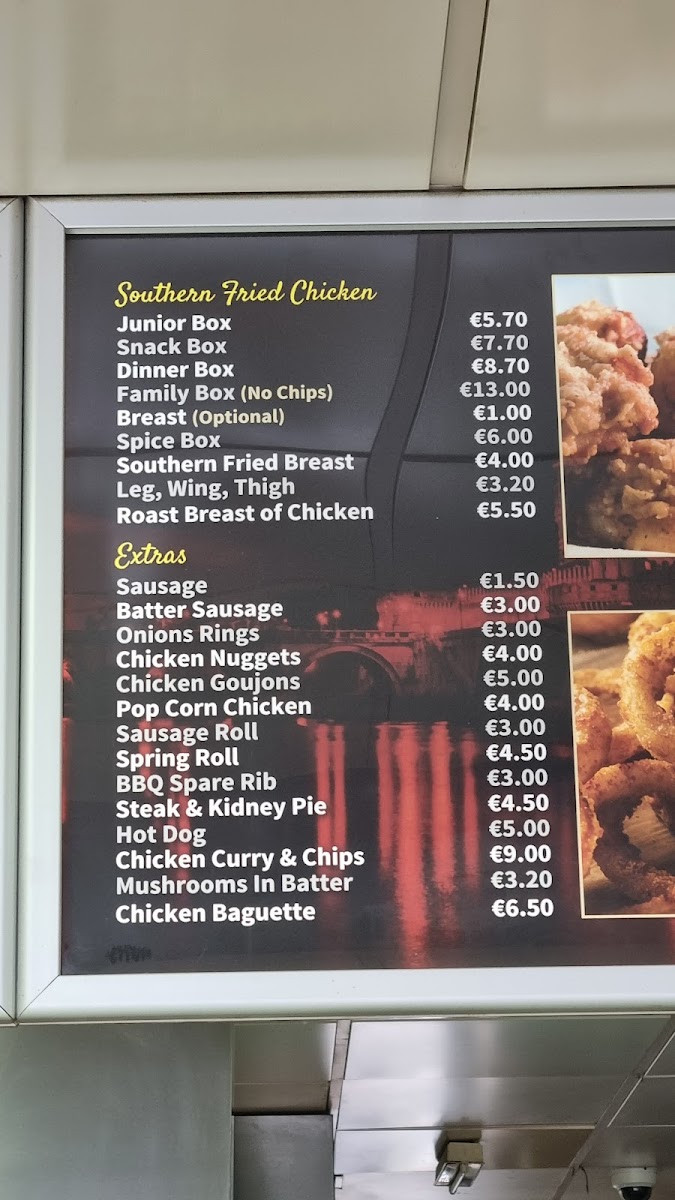 Southern Fried Chicken
Junior Box €5.70
Snack Box €7.70
Dinner Box €8.70
Family Box (No Chips) €13.00
Breast (Optional) €1.00
Spice Box €6.00
Southern Fried Breast €4.00
Leg, Wing, Thigh €3.20
Roast Breast of Chicken €5.50
Extras
Sausage €1.50
Batter Sausage €3.00
Onions Rings €3.00
Chicken Nuggets €4.00
Chicken Goujons €5.00
Pop Corn Chicken €4.00
Sausage Roll €3.00
Spring Roll €4.50
BBQ Spare Rib €3.00
Steak & Kidney Pie €4.50
Hot Dog €5.00
Chicken Curry & Chips €9.00
Mushrooms In Batter €3.20
Chicken Baguette €6.50